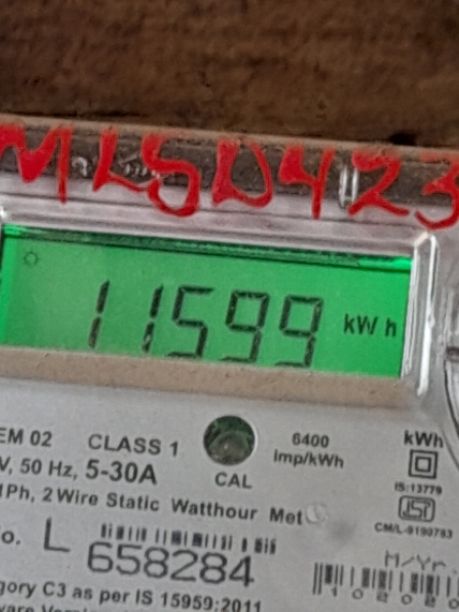 MLSD423
11599 kWh
EM 02 CLASS 1 6400 imp/kWh kWh
V, 50 Hz, 5-30A CAL IS:13779
1Ph, 2 Wire Static Watthour Met
CM/L-9190783
o. L 658284 M/Yr.
gory C3 as per IS 15959:2011